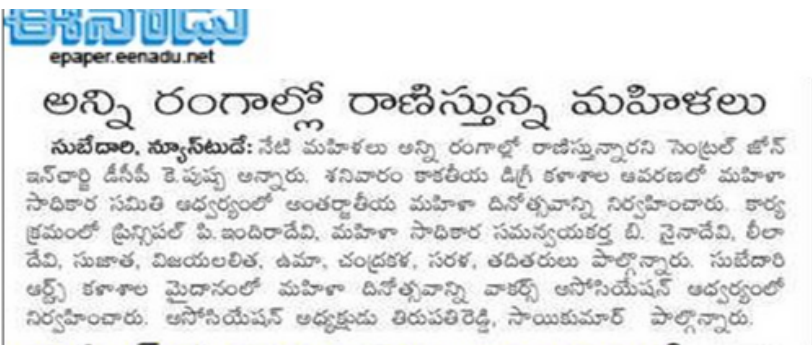 ఈనాడు
epaper.eenadu.net
అన్ని రంగాల్లో రాణిస్తున్న మహిళలు
సుబేదారి, న్యూస్‌టుడే: నేటి మహిళలు అన్ని రంగాల్లో రాణిస్తున్నారని సెంట్రల్ జోన్
ఇన్‌ఛార్జి డీసీపీ కె.పుష్ప అన్నారు. శనివారం కాకతీయ డిగ్రీ కళాశాల ఆవరణలో మహిళా
సాధికార సమితి ఆధ్వర్యంలో అంతర్జాతీయ మహిళా దినోత్సవాన్ని నిర్వహించారు. కార్య
క్రమంలో ప్రిన్సిపల్ పి.ఇందిరాదేవి, మహిళా సాధికార సమన్వయకర్త బి. నైనాదేవి, లీలా
దేవి, సుజాత, విజయలలిత, ఉమా, చంద్రకళ, సరళ, తదితరులు పాల్గొన్నారు. సుబేదారి
ఆర్ట్స్ కళాశాల మైదానంలో మహిళా దినోత్సవాన్ని వాకర్స్ అసోసియేషన్ ఆధ్వర్యంలో
నిర్వహించారు. అసోసియేషన్ అధ్యక్షుడు తిరుపతిరెడ్డి, సాయికుమార్ పాల్గొన్నారు.